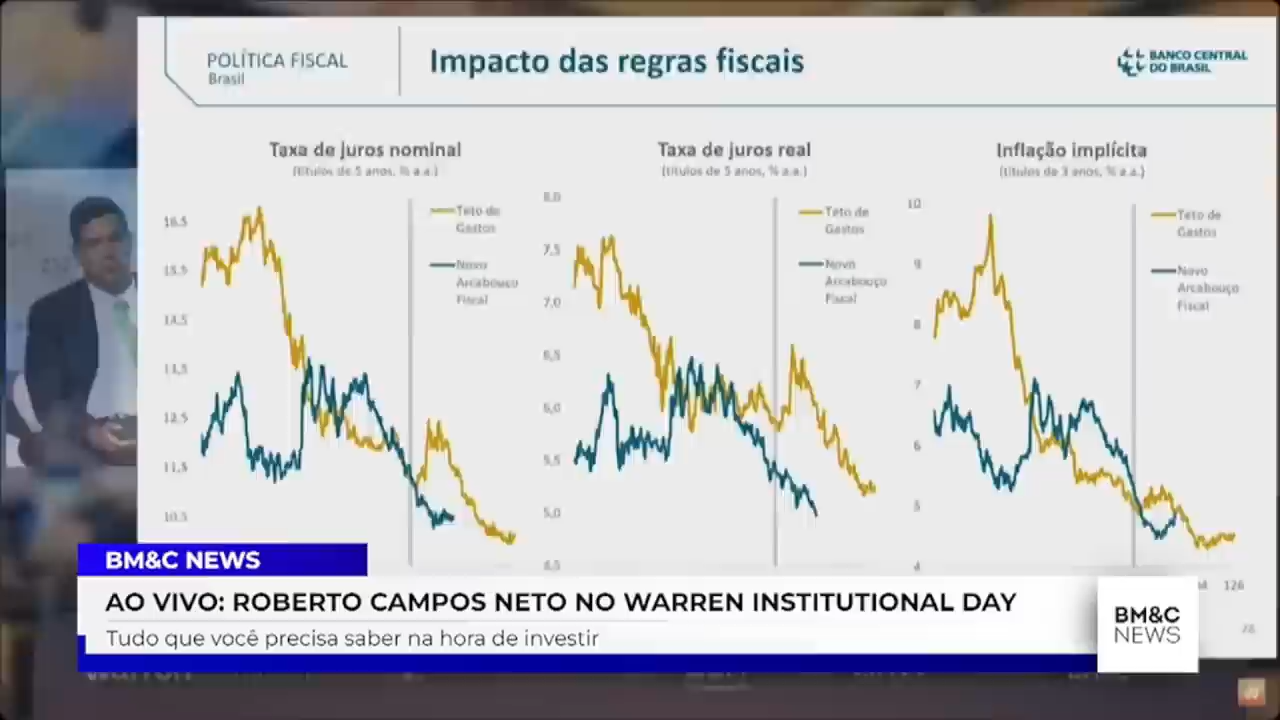 POLÍTICA FISCAL
Brasil
Impacto das regras fiscais
BANCO CENTRAL
DO BRASIL
Taxa de juros nominal
(títulos de 5 anos, % a.a.)
16,5
15,5
14,5
13,5
12,5
11,5
10,5
Teto de
Gastos
Novo
Arcabouço
Fiscal
Taxa de juros real
(títulos de 5 anos, % a.a.)
8,0
7,5
7,0
6,5
6,0
5,5
5,0
4,5
Teto de
Gastos
Novo
Arcabouço
Fiscal
Inflação implícita
(títulos de 3 anos, % a.a.)
10
9
8
7
6
5
4
Teto de
Gastos
Novo
Arcabouço
Fiscal
126
BM&C NEWS
AO VIVO: ROBERTO CAMPOS NETO NO WARREN INSTITUTIONAL DAY
Tudo que você precisa saber na hora de investir
BM&C
NEWS